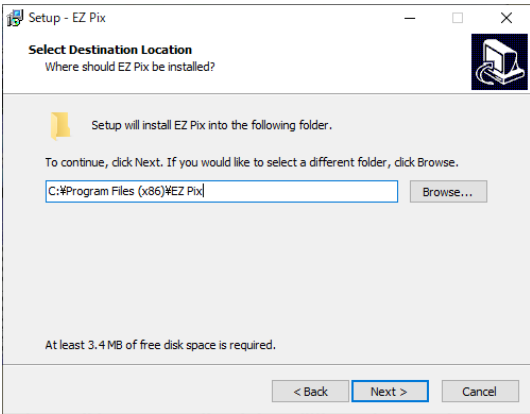 Setup - EZ Pix
Select Destination Location
Where should EZ Pix be installed?
Setup will install EZ Pix into the following folder.
To continue, click Next. If you would like to select a different folder, click Browse.
C:¥Program Files (x86)¥EZ Pix
Browse...
At least 3.4 MB of free disk space is required.
< Back
Next >
Cancel